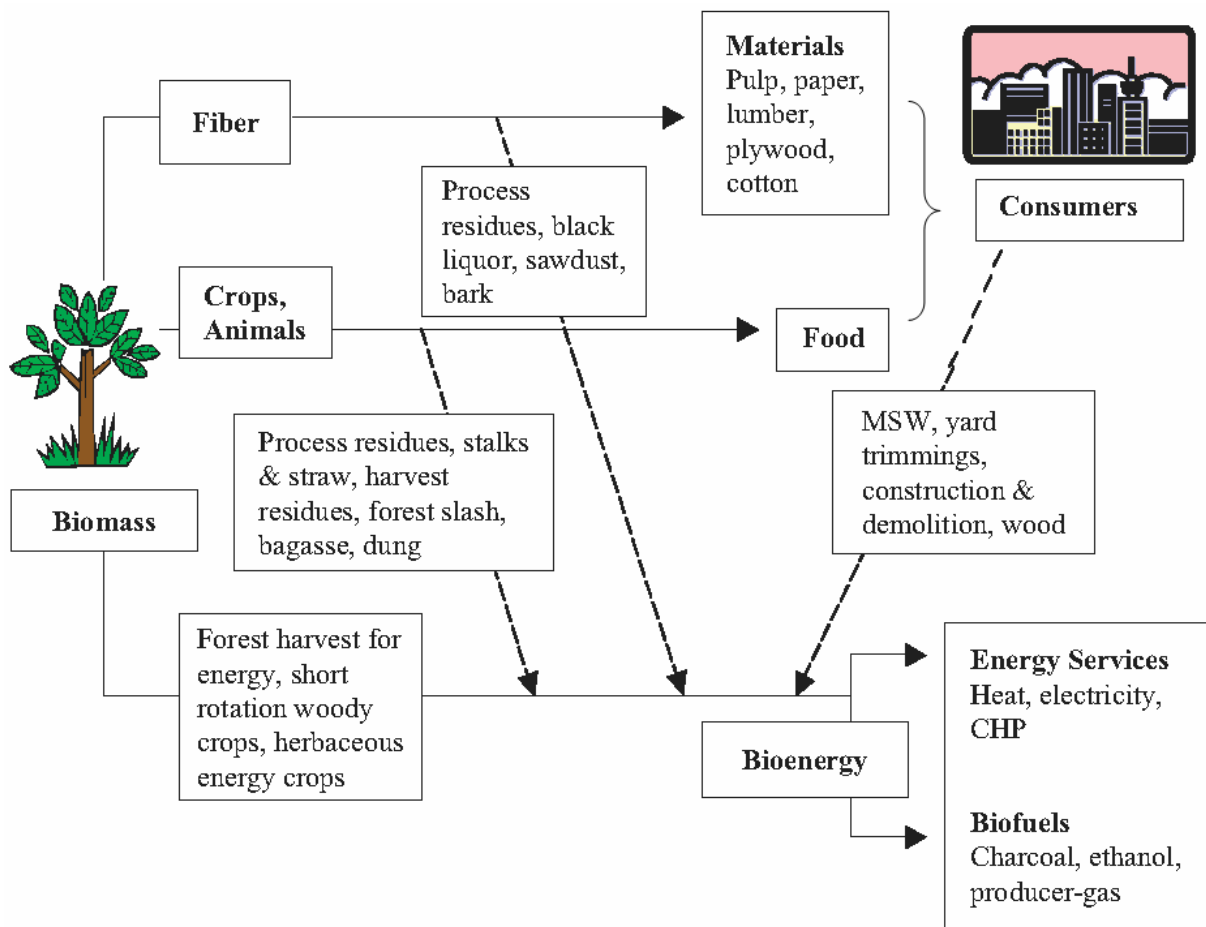 Fiber
Materials
Pulp, paper,
lumber,
plywood,
cotton
Process
residues, black
liquor, sawdust,
bark
Consumers
Crops,
Animals
Food
Process residues, stalks
& straw, harvest
residues, forest slash,
bagasse, dung
MSW, yard
trimmings,
construction &
demolition, wood
Biomass
Forest harvest for
energy, short
rotation woody
crops, herbaceous
energy crops
Bioenergy
Energy Services
Heat, electricity,
CHP
Biofuels
Charcoal, ethanol,
producer-gas